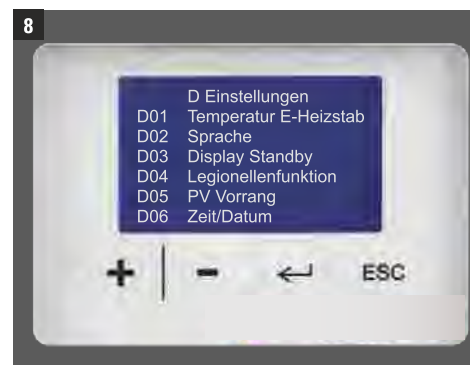 8
D Einstellungen
D01 Temperatur E-Heizstab
D02 Sprache
D03 Display Standby
D04 Legionellenfunktion
D05 PV Vorrang
D06 Zeit/Datum
+ - ESC